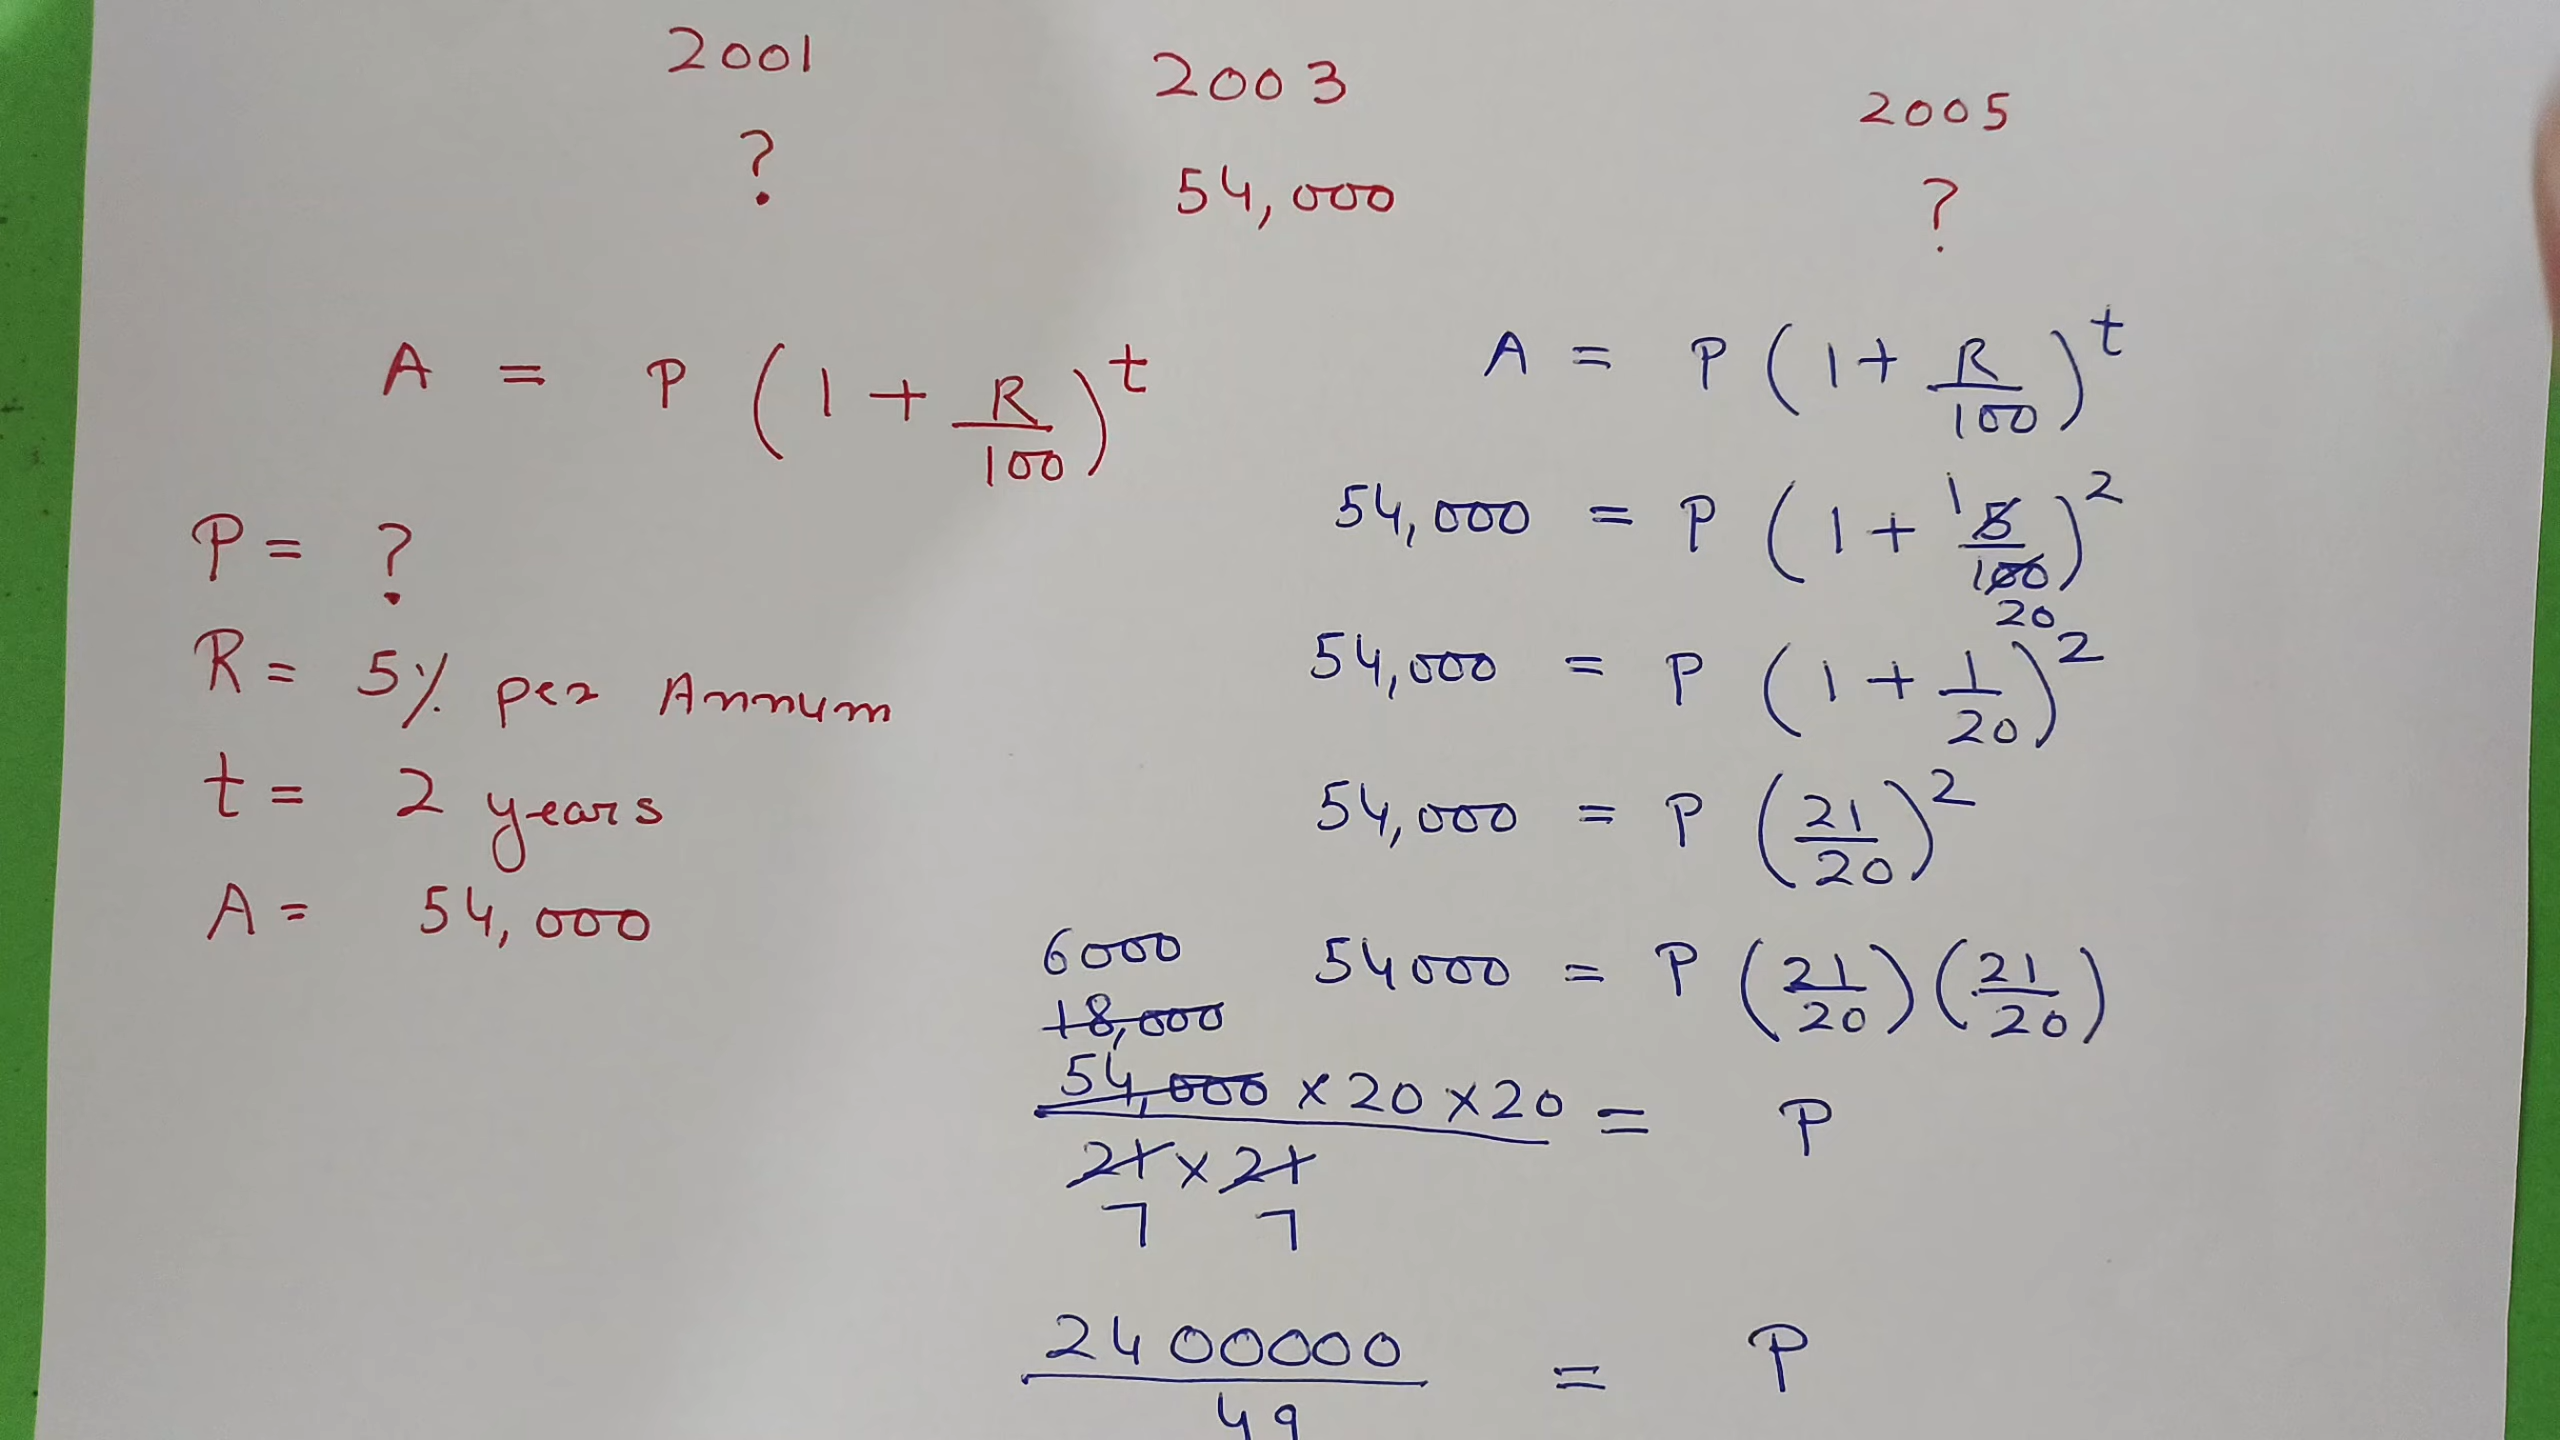 2001 2003 2005
? 54,000 ?
A = P (1 + R/100)^t
P = ?
R = 5% per Annum
t = 2 years
A = 54,000
A = P (1 + R/100)^t
54,000 = P (1 + 5/100)^2
1
20
54,000 = P (1 + 1/20)^2
54,000 = P (21/20)^2
54000 = P (21/20) (21/20)
6000
18,000
54,000 × 20 × 20 / 21 × 21 = P
7 7
2400000 / 49 = P